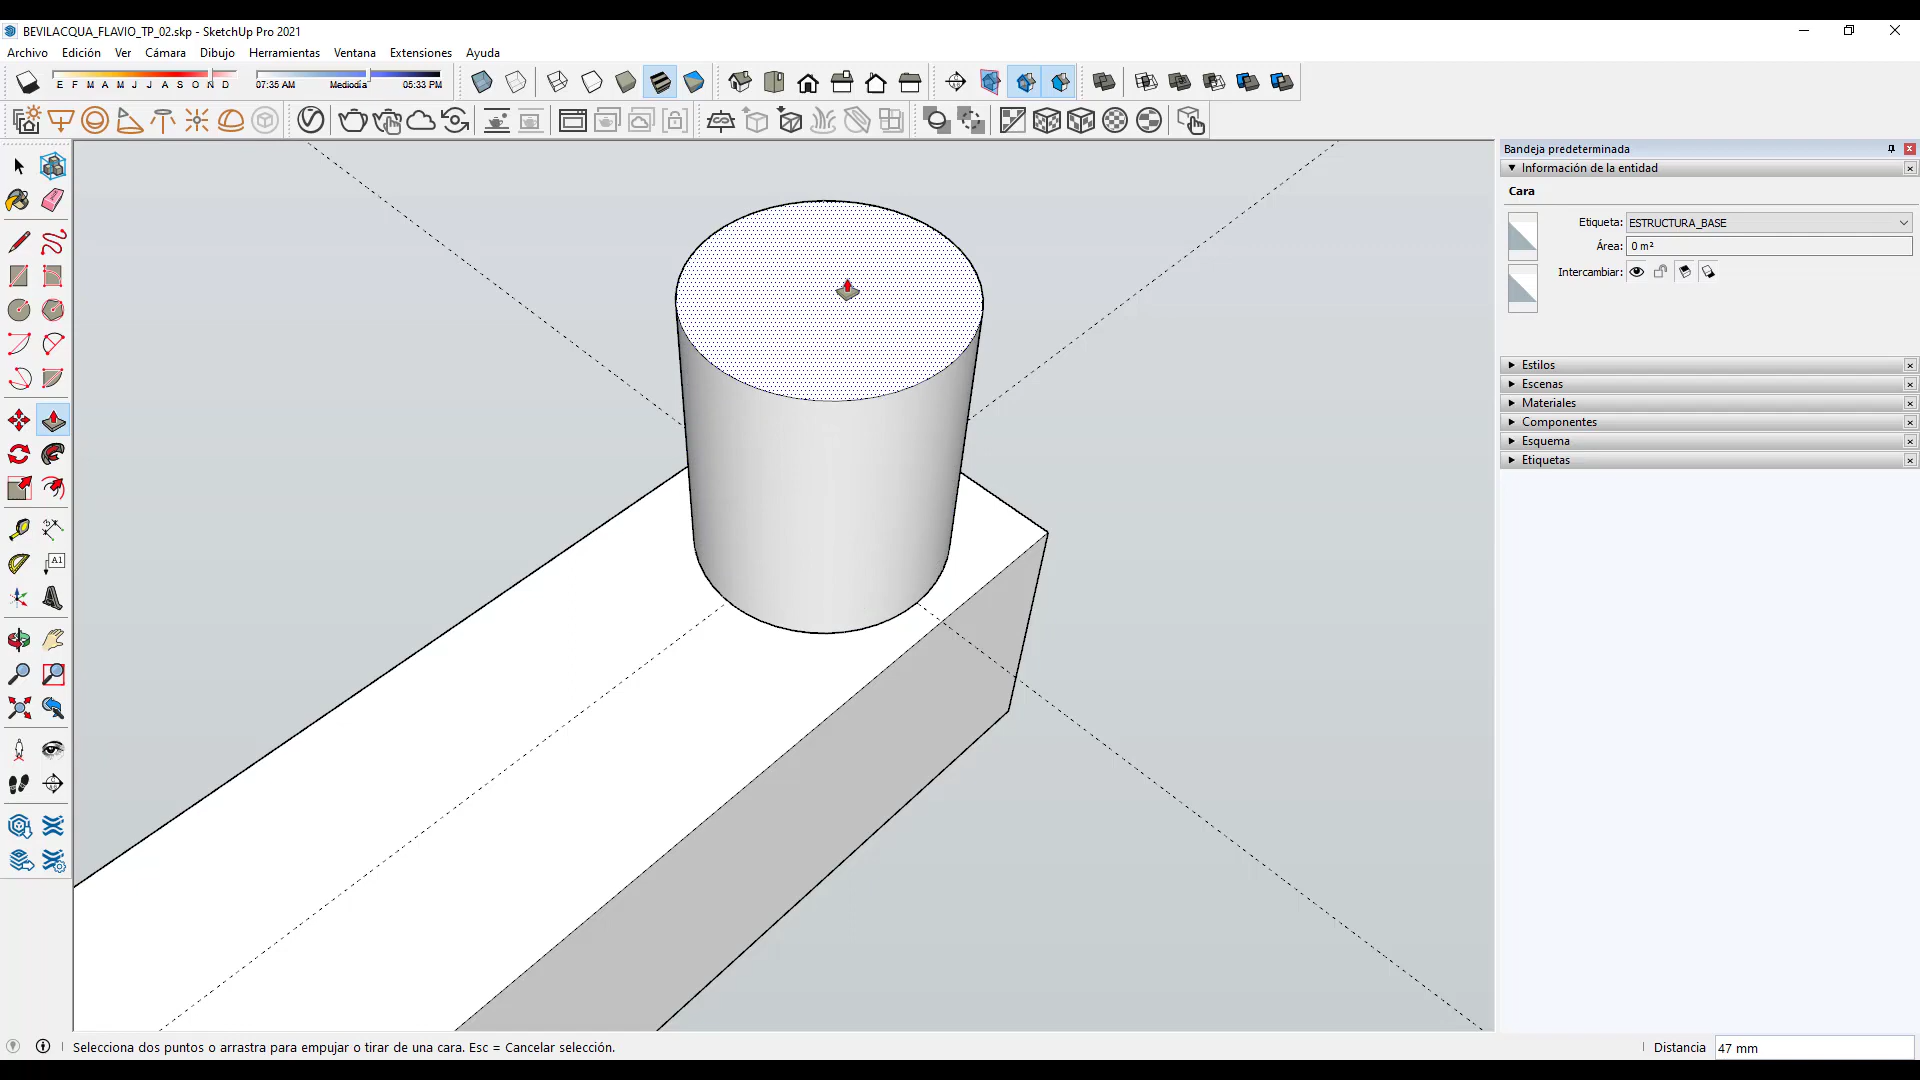 BEVILACQUA_FLAVIO_TP_02.skp - SketchUp Pro 2021
Archivo Edición Ver Cámara Dibujo Herramientas Ventana Extensiones Ayuda
E F M A M J J A S O N D 07:35 AM Mediodía 05:33 PM
Bandeja predeterminada
Información de la entidad
Cara
Etiqueta: ESTRUCTURA_BASE
Área: 0 m²
Intercambiar:
Estilos
Escenas
Materiales
Componentes
Esquema
Etiquetas
A1
Selecciona dos puntos o arrastra para empujar o tirar de una cara. Esc = Cancelar selección.
Distancia 47 mm